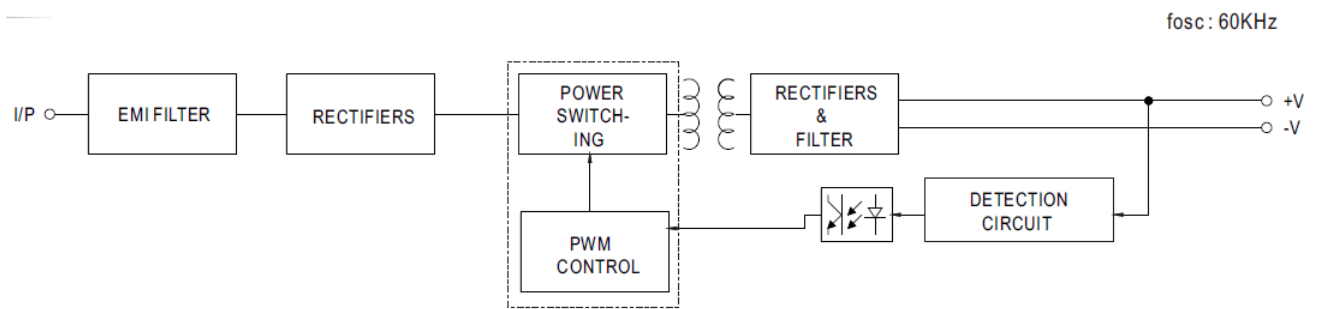 fosc : 60KHz
I/P
EMI FILTER
RECTIFIERS
POWER
SWITCH-
ING
RECTIFIERS
&
FILTER
+V
-V
DETECTION
CIRCUIT
PWM
CONTROL